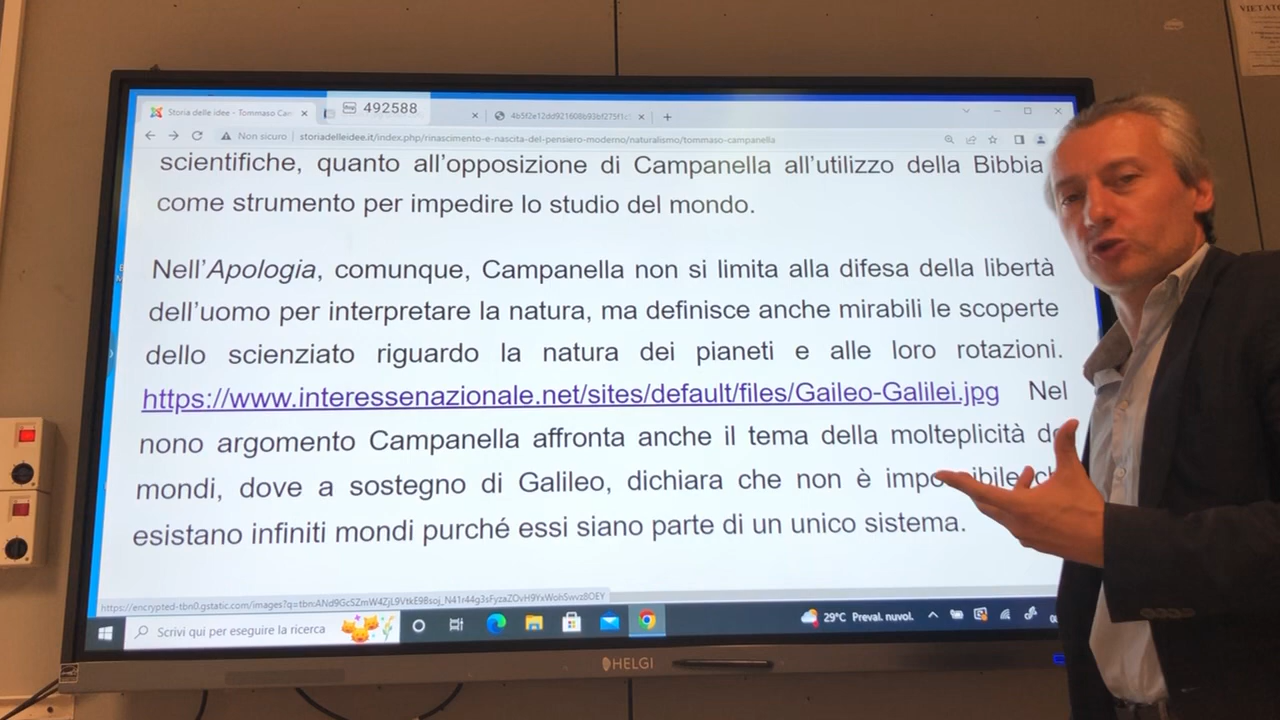 VIETATO
Storia delle idee - Tommaso Cam
492588
4b5f2e12dd921608b93bf275f1c
Non sicuro
storiadelleidee.it/index.php/rinascimento-e-nascita-del-pensiero-moderno/naturalismo/tommaso-campanella
scientifiche, quanto all'opposizione di Campanella all'utilizzo della Bibbia
come strumento per impedire lo studio del mondo.
Nell'Apologia, comunque, Campanella non si limita alla difesa della libertà
dell'uomo per interpretare la natura, ma definisce anche mirabili le scoperte
dello scienziato riguardo la natura dei pianeti e alle loro rotazioni.
https://www.interessenazionale.net/sites/default/files/Gaileo-Galilei.jpg Nel
nono argomento Campanella affronta anche il tema della molteplicità de
mondi, dove a sostegno di Galileo, dichiara che non è impossibile ch
esistano infiniti mondi purché essi siano parte di un unico sistema.
Scrivi qui per eseguire la ricerca
29°C Preval. nuvol.
HELGI